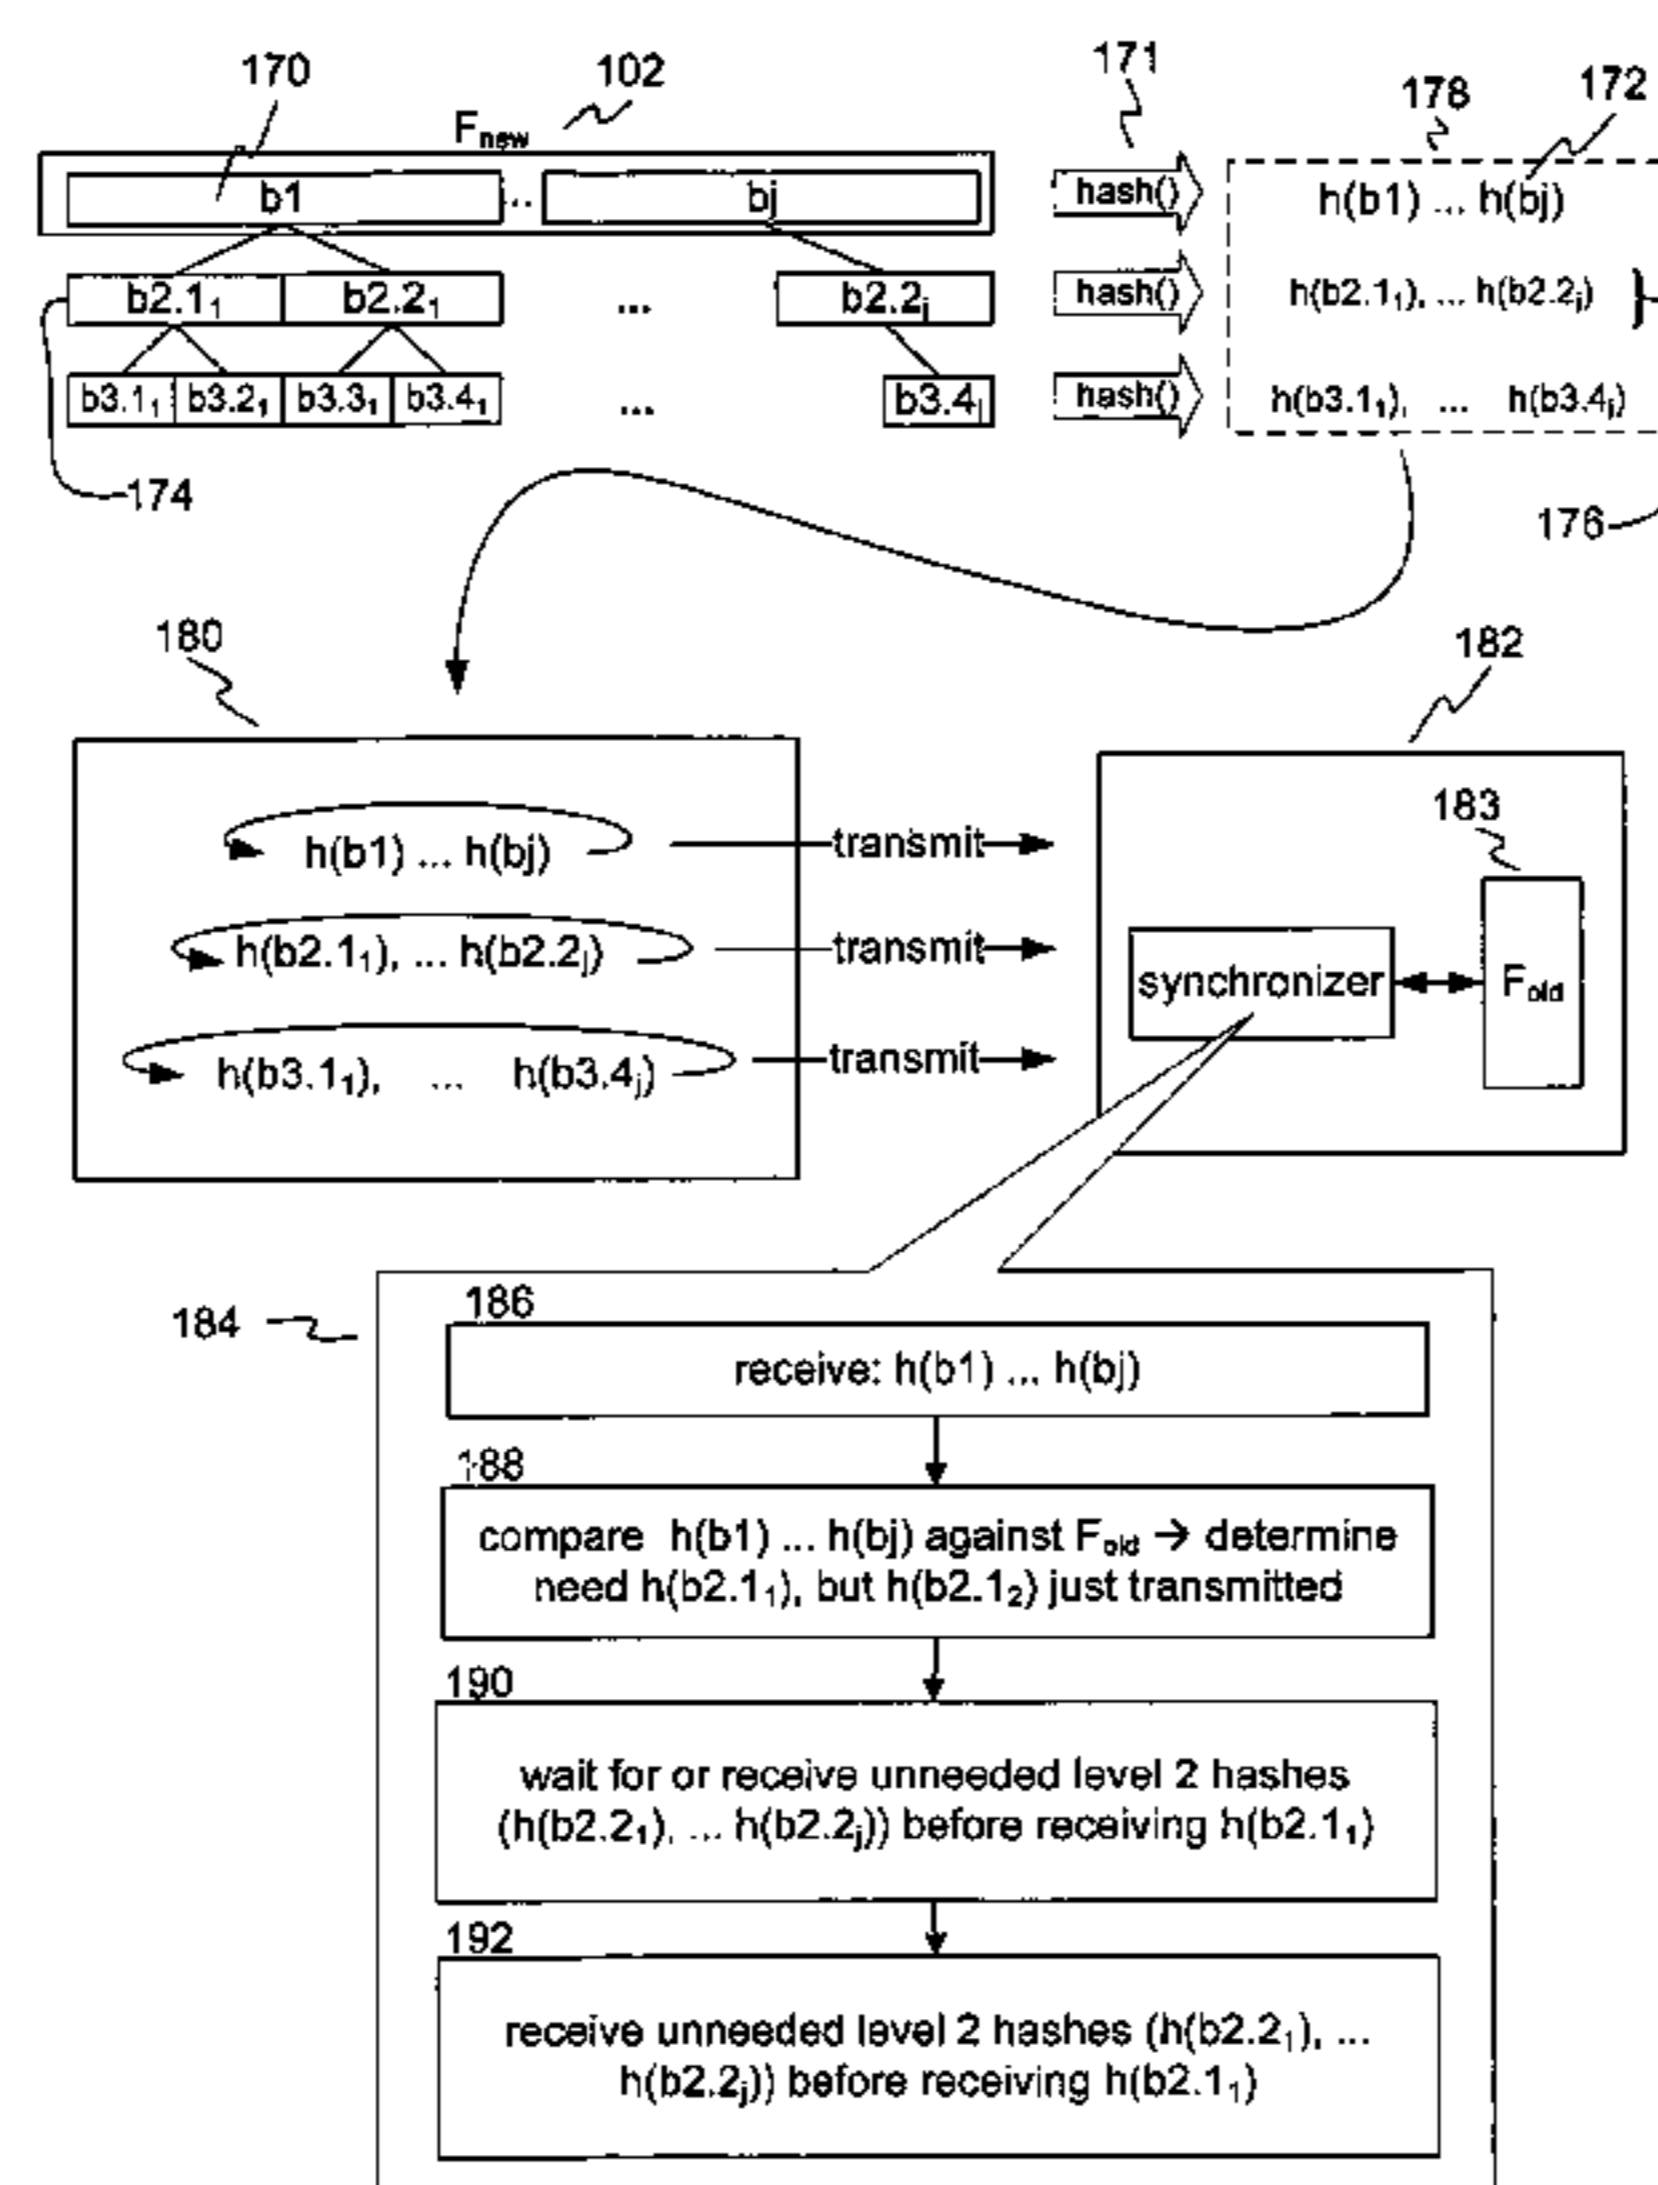 170 102 171 178 172
F_new
b1 ... bj hash() h(b1) ... h(bj)
b2.1₁ b2.2₁ ... b2.2ⱼ hash() h(b2.1₁), ... h(b2.2ⱼ) }
b3.1₁ b3.2₁ b3.3₁ b3.4₁ ... b3.4ⱼ hash() h(b3.1₁), ... h(b3.4ⱼ)
174 176
180 182
183
h(b1) ... h(bj) transmit
h(b2.1₁), ... h(b2.2ⱼ) transmit
synchronizer F_old
h(b3.1₁), ... h(b3.4ⱼ) transmit
184
186
receive: h(b1) ... h(bj)
188
compare h(b1) ... h(bj) against F_old → determine
need h(b2.1₁), but h(b2.1₂) just transmitted
190
wait for or receive unneeded level 2 hashes
(h(b2.2₁), ... h(b2.2ⱼ)) before receiving h(b2.1₁)
192
receive unneeded level 2 hashes (h(b2.2₁), ...
h(b2.2ⱼ)) before receiving h(b2.1₁)